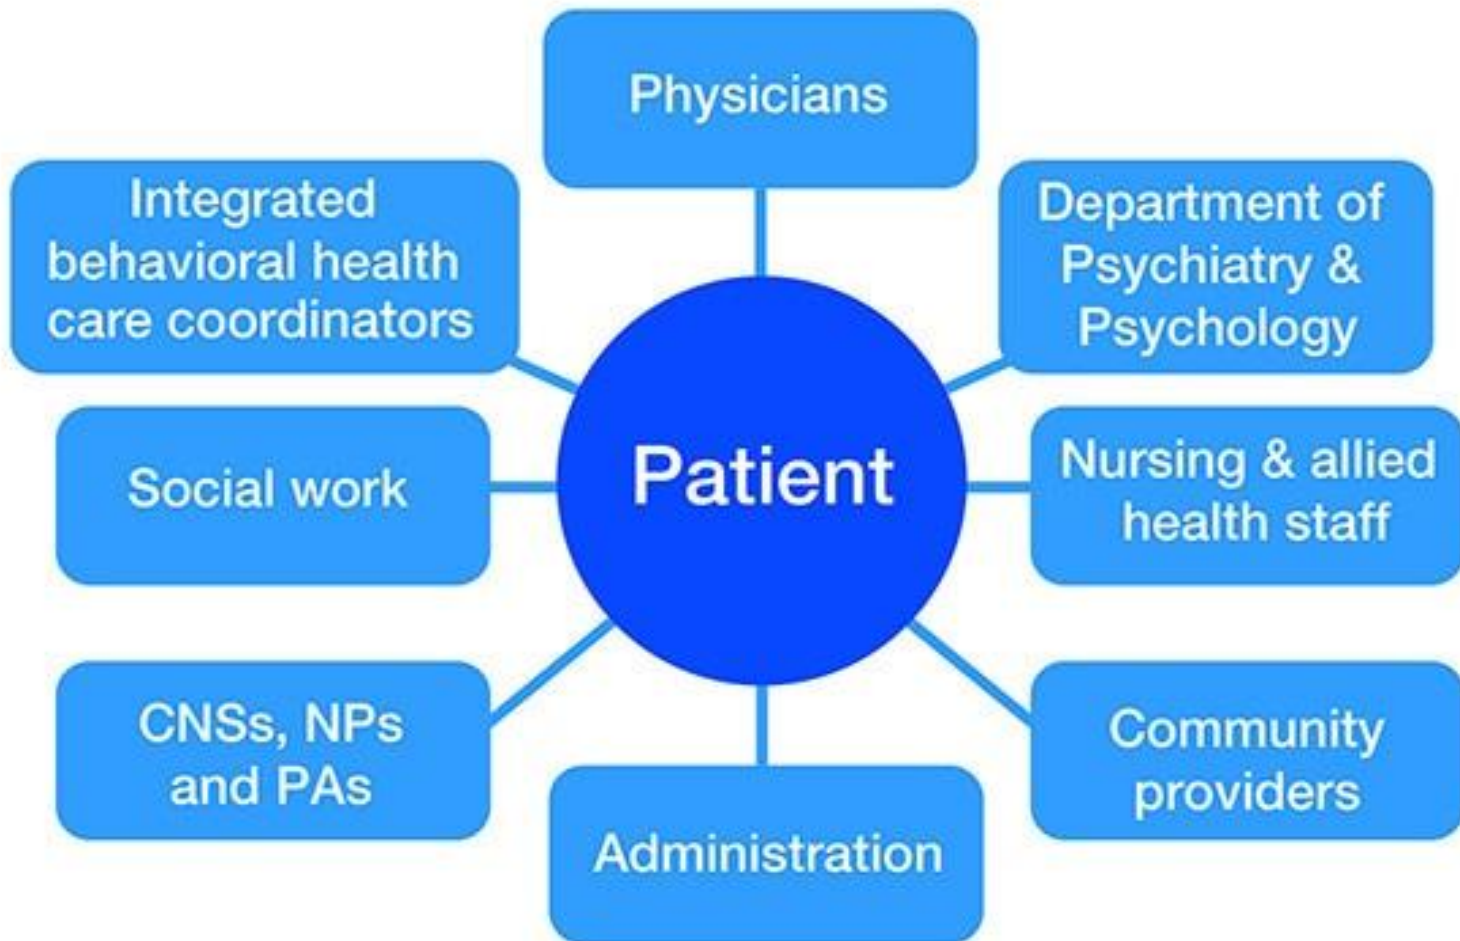 Physicians
Integrated
behavioral health
care coordinators
Department of
Psychiatry &
Psychology
Social work
Patient
Nursing & allied
health staff
CNSs, NPs
and PAs
Community
providers
Administration